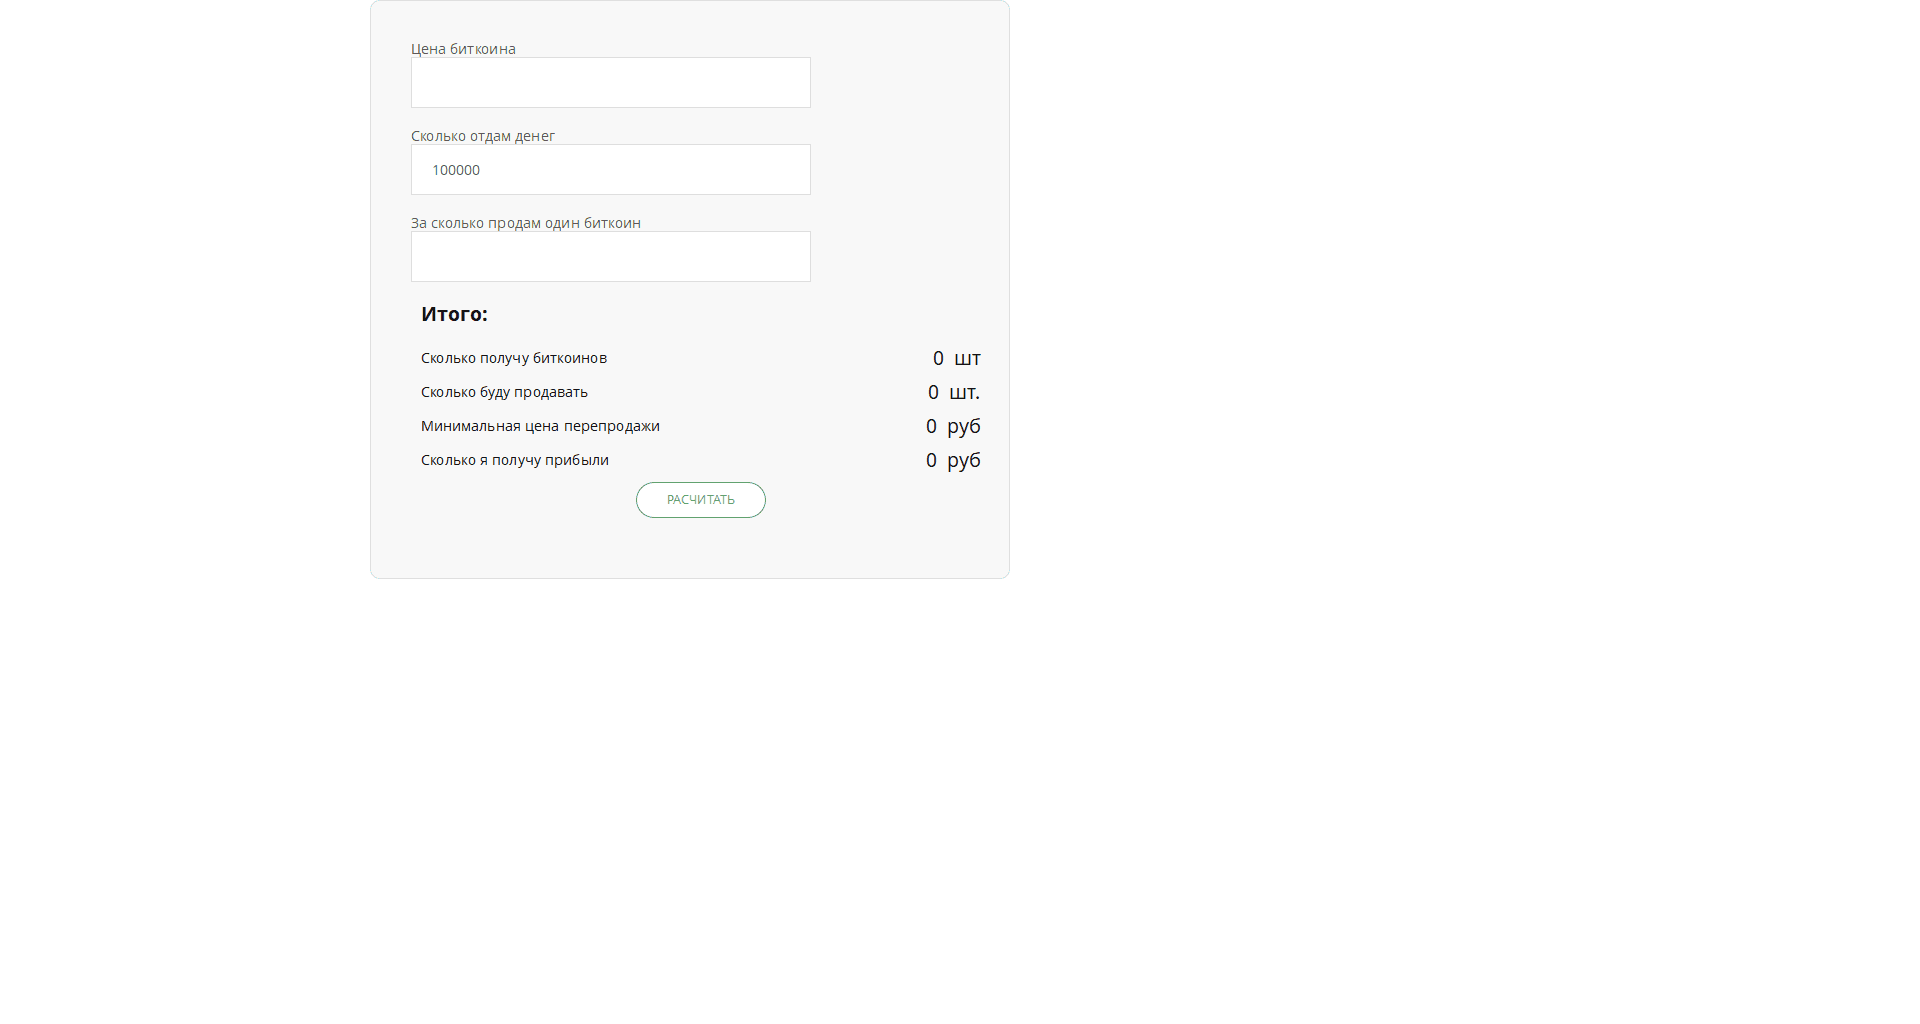 Цена биткоина
Сколько отдам денег
100000
За сколько продам один биткоин
Итого:
Сколько получу биткоинов 0 шт
Сколько буду продавать 0 шт.
Минимальная цена перепродажи 0 руб
Сколько я получу прибыли 0 руб
РАСЧИТАТЬ